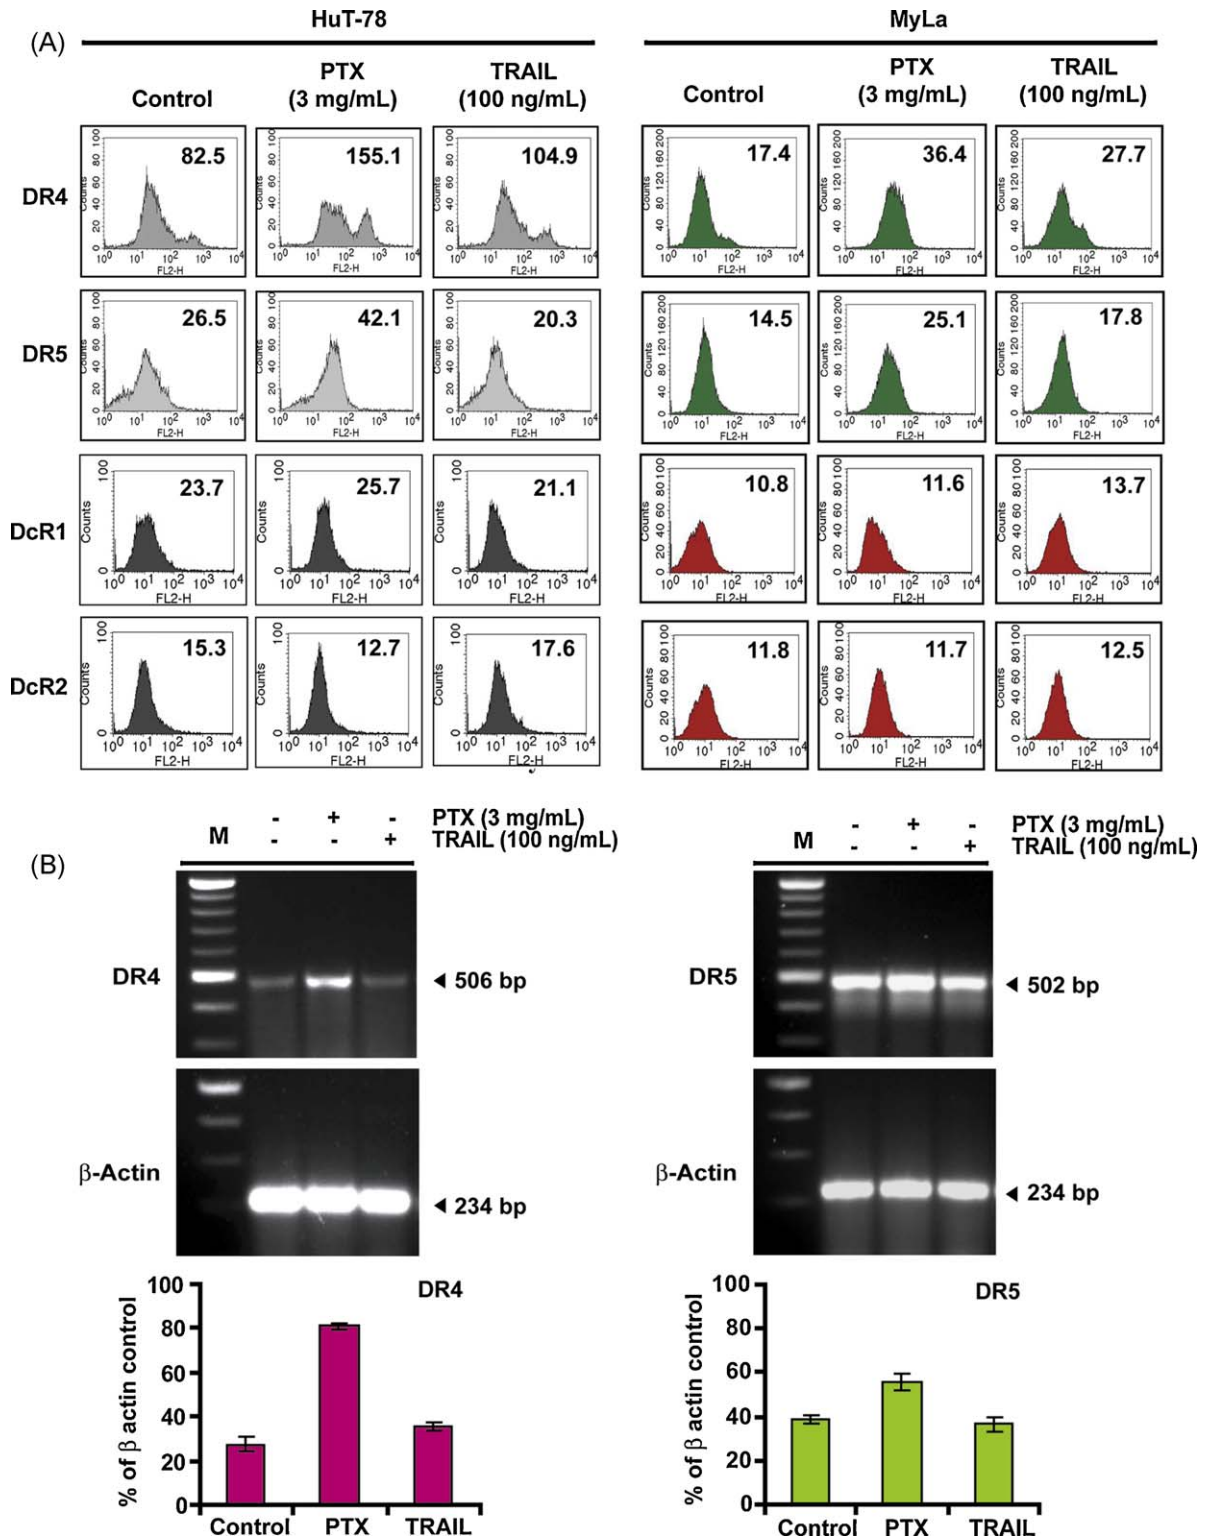 (A)
HuT-78
MyLa
Control
PTX
(3 mg/mL)
TRAIL
(100 ng/mL)
Control
PTX
(3 mg/mL)
TRAIL
(100 ng/mL)
DR4
82.5
155.1
104.9
17.4
36.4
27.7
DR5
26.5
42.1
20.3
14.5
25.1
17.8
DcR1
23.7
25.7
21.1
10.8
11.6
13.7
DcR2
15.3
12.7
17.6
11.8
11.7
12.5
Counts
FL2-H
(B)
M
- + - PTX (3 mg/mL)
- - + TRAIL (100 ng/mL)
DR4
◄ 506 bp
β-Actin
◄ 234 bp
M
- + - PTX (3 mg/mL)
- - + TRAIL (100 ng/mL)
DR5
◄ 502 bp
β-Actin
◄ 234 bp
% of β actin control
100
80
60
40
20
0
DR4
Control PTX TRAIL
% of β actin control
100
80
60
40
20
0
DR5
Control PTX TRAIL